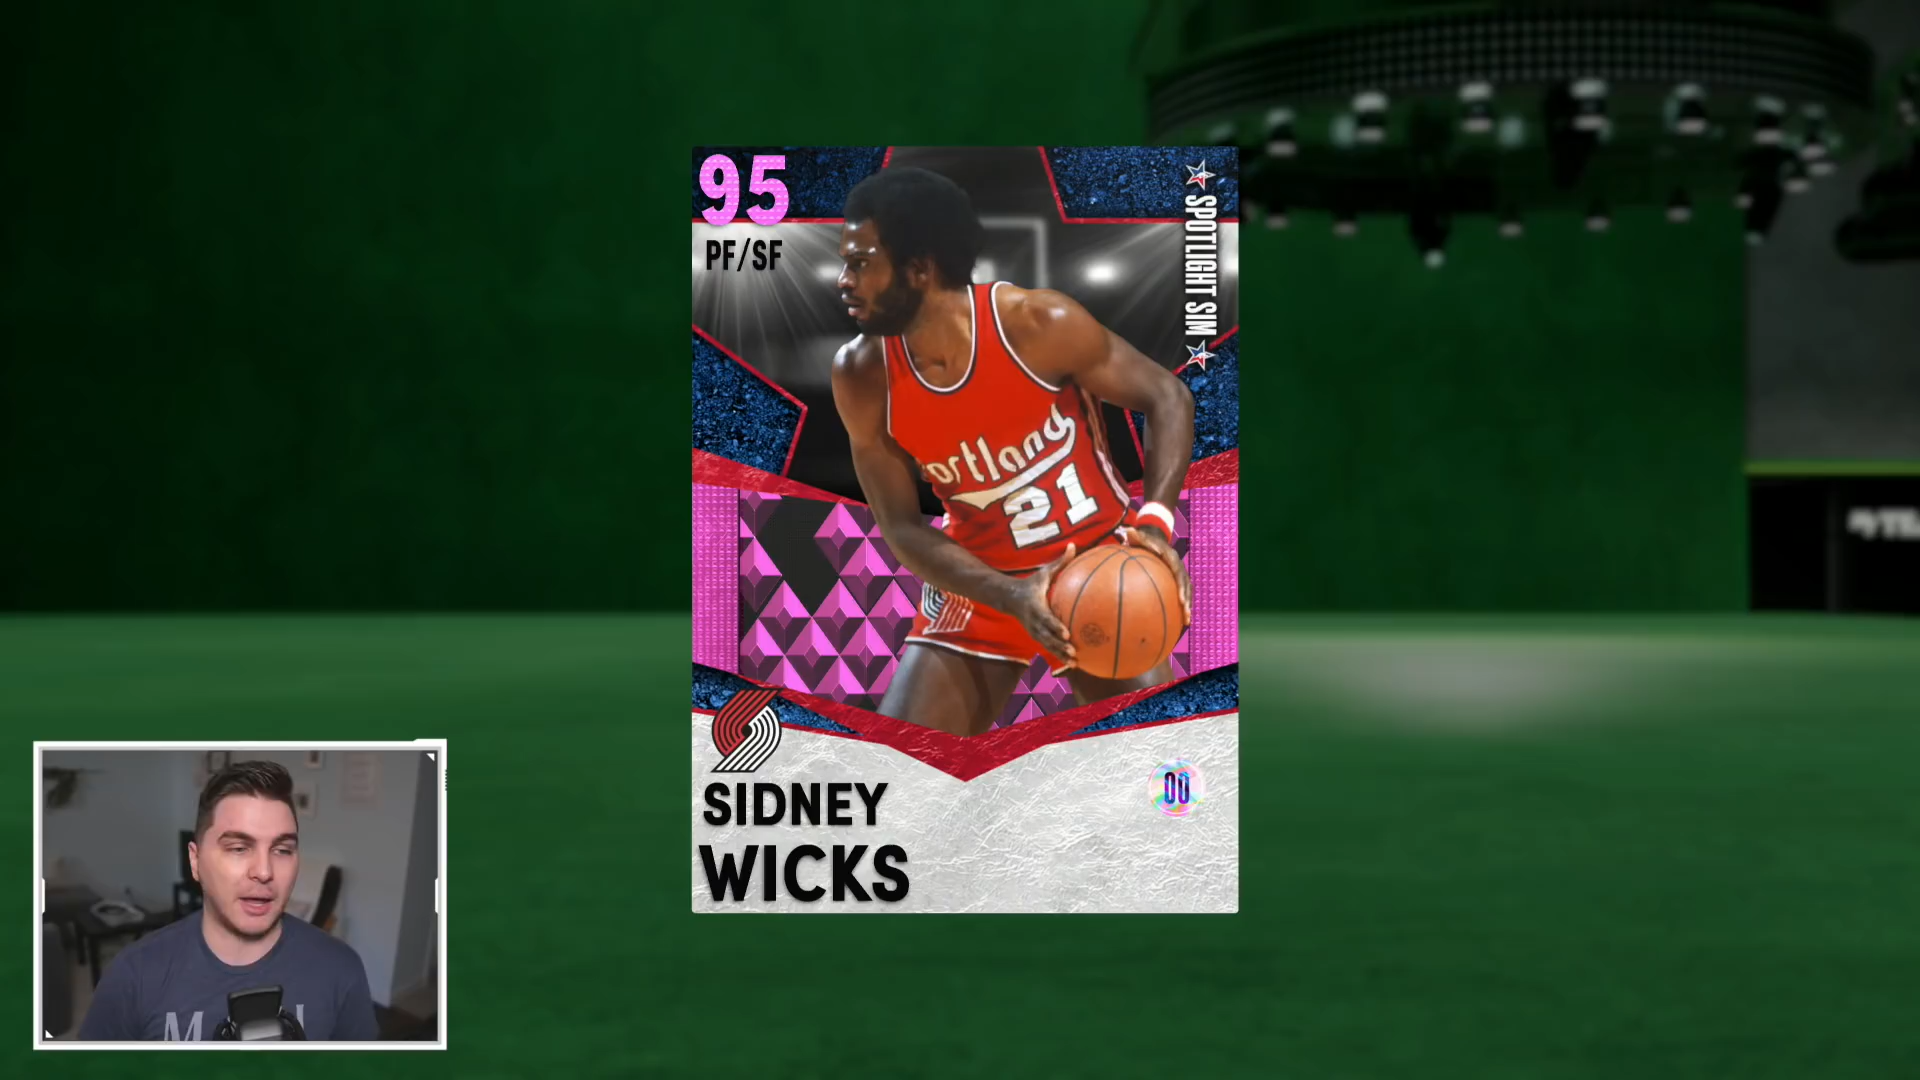 95
PF/SF
SPOTLIGHT SIM
ortland
21
SIDNEY
WICKS
00